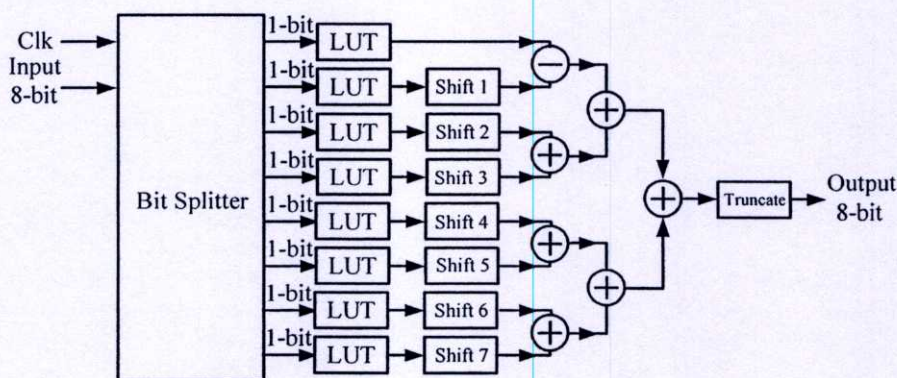 Clk
Input
8-bit
Bit Splitter
1-bit LUT
1-bit LUT Shift 1
1-bit LUT Shift 2
1-bit LUT Shift 3
1-bit LUT Shift 4
1-bit LUT Shift 5
1-bit LUT Shift 6
1-bit LUT Shift 7
Truncate
Output
8-bit